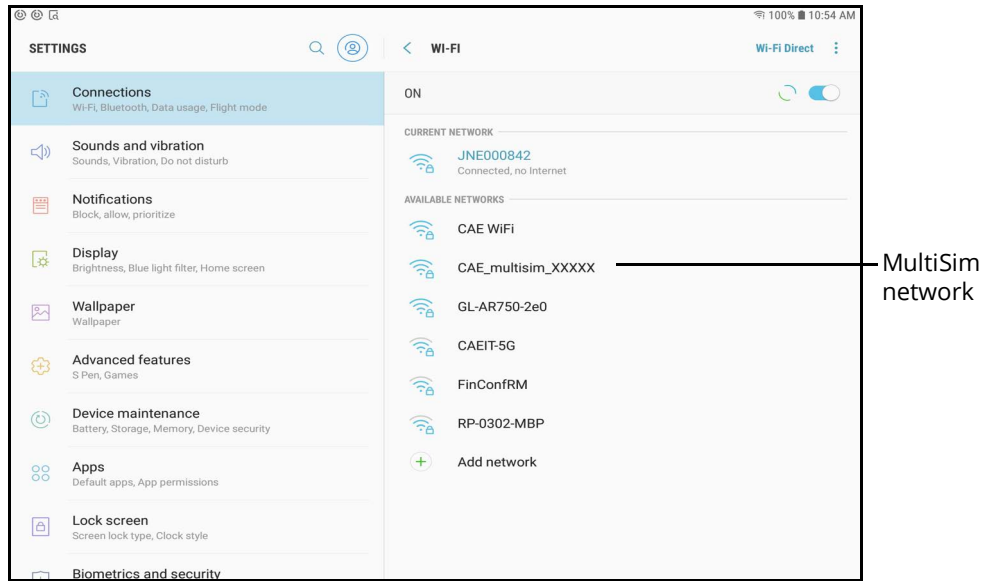 100% 10:54 AM
SETTINGS
Connections
Wi-Fi, Bluetooth, Data usage, Flight mode
Sounds and vibration
Sounds, Vibration, Do not disturb
Notifications
Block, allow, prioritize
Display
Brightness, Blue light filter, Home screen
Wallpaper
Wallpaper
Advanced features
S Pen, Games
Device maintenance
Battery, Storage, Memory, Device security
Apps
Default apps, App permissions
Lock screen
Screen lock type, Clock style
Biometrics and security
WI-FI
Wi-Fi Direct
ON
CURRENT NETWORK
JNE000842
Connected, no Internet
AVAILABLE NETWORKS
CAE WiFi
CAE_multisim_XXXXX
GL-AR750-2e0
CAEIT-5G
FinConfRM
RP-0302-MBP
Add network
MultiSim
network